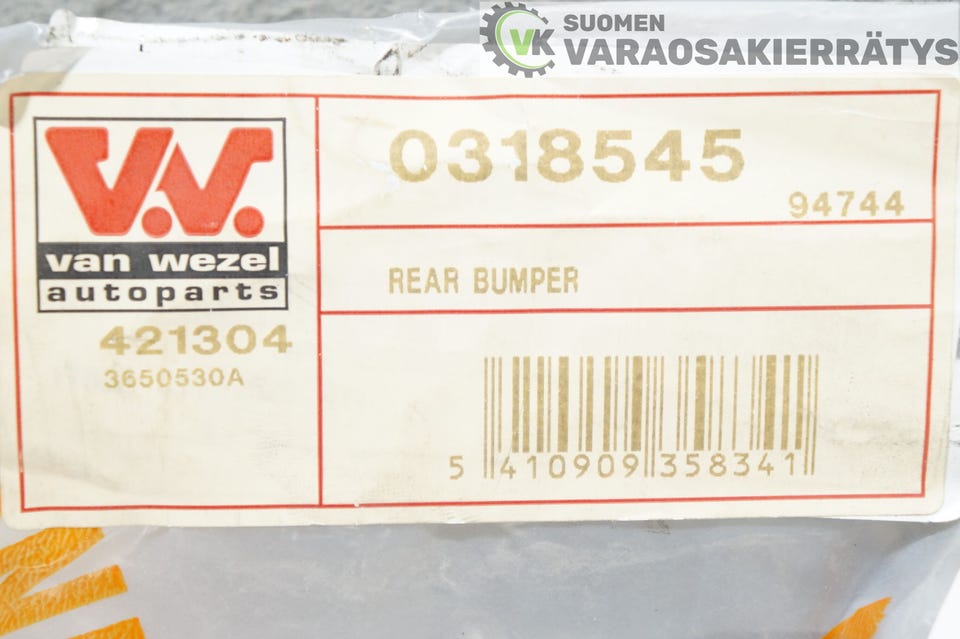 SUOMEN
VK VARAOSAKIERRÄTYS
0318545
94744
V.W.
van wezel
autoparts
REAR BUMPER
421304
3650530A
5 410909 358341